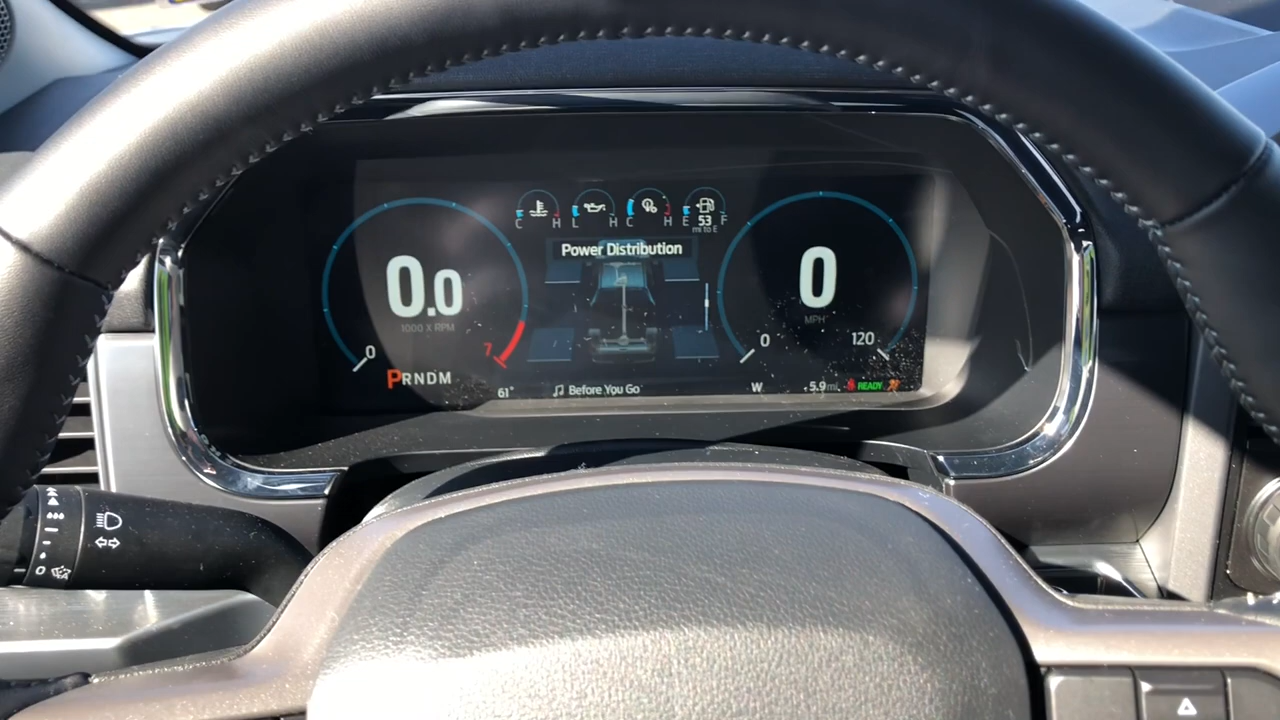 C H L H C H E 53 F
mi to E
Power Distribution
0.0
1000 X RPM
0
7
PRNDM
0
MPH
0
120
61°
Before You Go
W
5.9 mi
READY
0